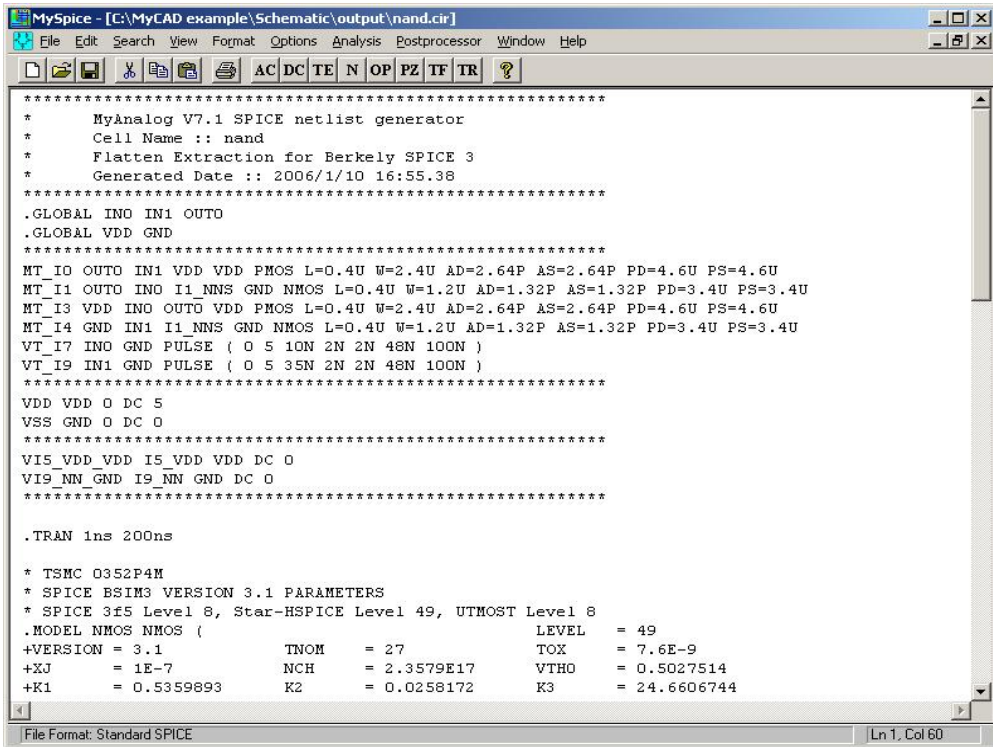 MySpice - [C:\MyCAD example\Schematic\output\nand.cir]
File Edit Search View Format Options Analysis Postprocessor Window Help
AC DC TE N OP PZ TF TR
**********************************************************
* MyAnalog V7.1 SPICE netlist generator
* Cell Name :: nand
* Flatten Extraction for Berkely SPICE 3
* Generated Date :: 2006/1/10 16:55.38
**********************************************************
.GLOBAL IN0 IN1 OUT0
.GLOBAL VDD GND
**********************************************************
MT_I0 OUT0 IN1 VDD VDD PMOS L=0.4U W=2.4U AD=2.64P AS=2.64P PD=4.6U PS=4.6U
MT_I1 OUT0 IN0 I1_NNS GND NMOS L=0.4U W=1.2U AD=1.32P AS=1.32P PD=3.4U PS=3.4U
MT_I3 VDD IN0 OUT0 VDD PMOS L=0.4U W=2.4U AD=2.64P AS=2.64P PD=4.6U PS=4.6U
MT_I4 GND IN1 I1_NNS GND NMOS L=0.4U W=1.2U AD=1.32P AS=1.32P PD=3.4U PS=3.4U
VT_I7 IN0 GND PULSE ( 0 5 10N 2N 2N 48N 100N )
VT_I9 IN1 GND PULSE ( 0 5 35N 2N 2N 48N 100N )
**********************************************************
VDD VDD 0 DC 5
VSS GND 0 DC 0
**********************************************************
VI5_VDD_VDD I5_VDD VDD DC 0
VI9_NN_GND I9_NN GND DC 0
**********************************************************
.TRAN 1ns 200ns
* TSMC 0352P4M
* SPICE BSIM3 VERSION 3.1 PARAMETERS
* SPICE 3f5 Level 8, Star-HSPICE Level 49, UTMOST Level 8
.MODEL NMOS NMOS ( LEVEL = 49
+VERSION = 3.1 TNOM = 27 TOX = 7.6E-9
+XJ = 1E-7 NCH = 2.3579E17 VTH0 = 0.5027514
+K1 = 0.5359893 K2 = 0.0258172 K3 = 24.6606744
File Format: Standard SPICE Ln 1, Col 60